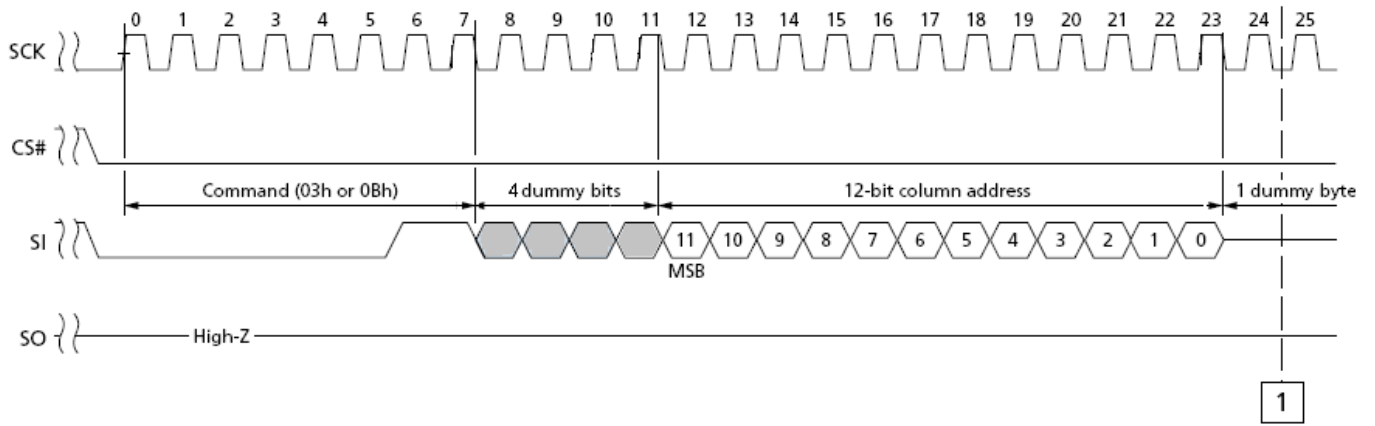 0 1 2 3 4 5 6 7 8 9 10 11 12 13 14 15 16 17 18 19 20 21 22 23 24 25
SCK
CS#
Command (03h or 0Bh) 4 dummy bits 12-bit column address 1 dummy byte
SI 11 10 9 8 7 6 5 4 3 2 1 0
MSB
SO High-Z
1